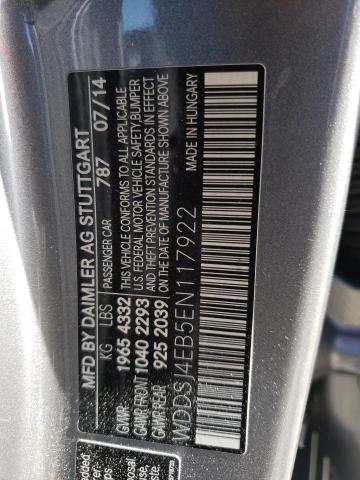 MFD BY DAIMLER AG STUTTGART
KG LBS PASSENGER CAR 787 07/14
GVWR 1965 4332 THIS VEHICLE CONFORMS TO ALL APPLICABLE
GAWR FRONT 1040 2293 U.S. FEDERAL MOTOR VEHICLE SAFETY, BUMPER
GAWR REAR 925 2039 AND THEFT PREVENTION STANDARDS IN EFFECT
ON THE DATE OF MANUFACTURE SHOWN ABOVE
WDDSJ4EB5EN117922 MADE IN HUNGARY